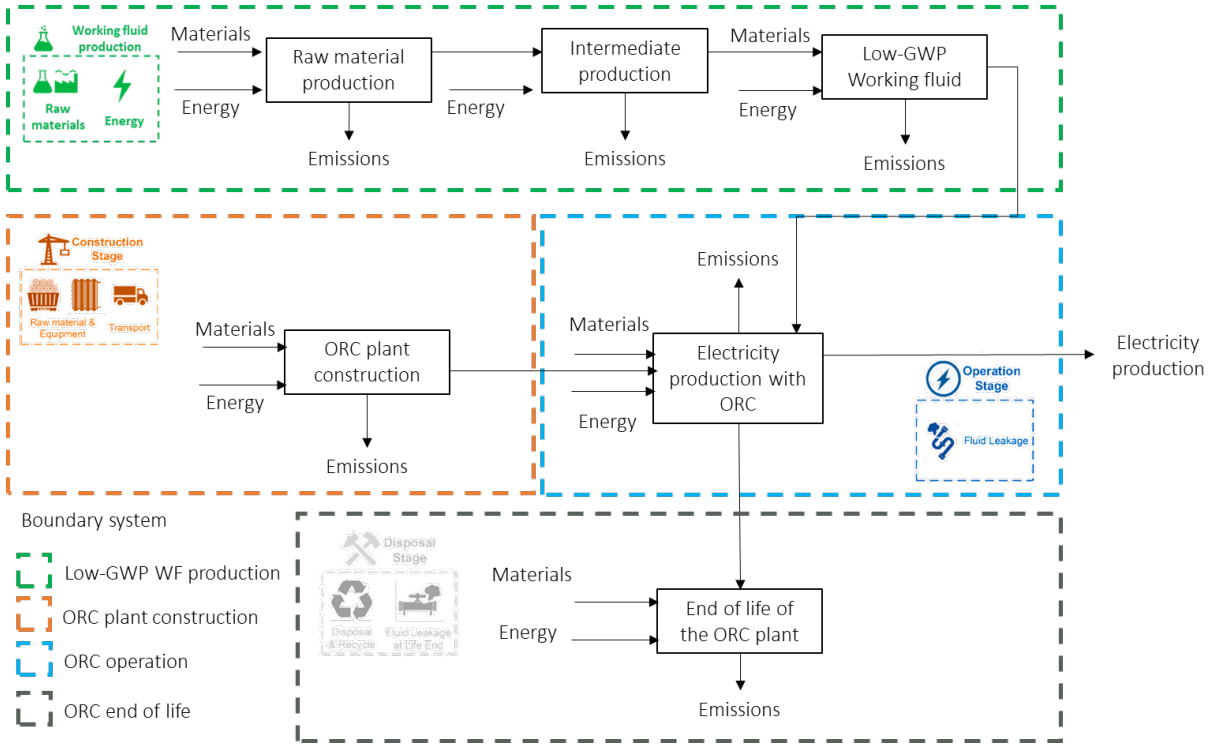 Working fluid
production
Raw
materials
Energy
Materials
Energy
Raw material
production
Emissions
Energy
Intermediate
production
Emissions
Materials
Energy
Low-GWP
Working fluid
Emissions
Construction
Stage
Raw material &
Equipment
Transport
Materials
Energy
ORC plant
construction
Emissions
Emissions
Materials
Energy
Electricity
production with
ORC
Operation
Stage
Fluid Leakage
Electricity
production
Boundary system
Low-GWP WF production
ORC plant construction
ORC operation
ORC end of life
Disposal
Stage
Disposal
& Recycle
Fluid Leakage
at Life End
Materials
Energy
End of life of
the ORC plant
Emissions